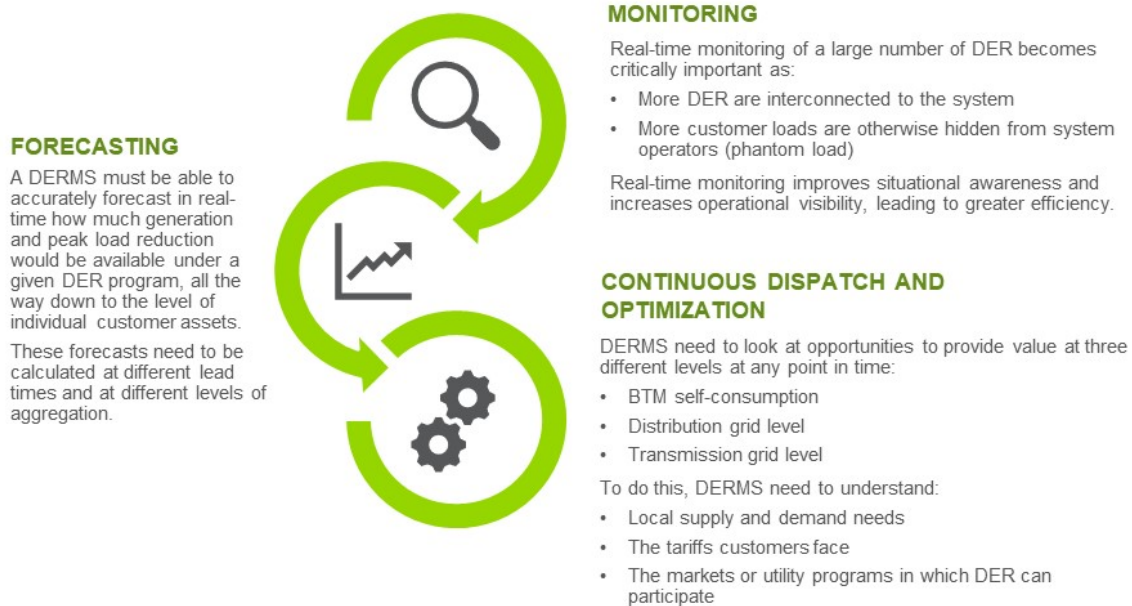 MONITORING
Real-time monitoring of a large number of DER becomes
critically important as:
• More DER are interconnected to the system
• More customer loads are otherwise hidden from system
operators (phantom load)
Real-time monitoring improves situational awareness and
increases operational visibility, leading to greater efficiency.
FORECASTING
A DERMS must be able to
accurately forecast in real-
time how much generation
and peak load reduction
would be available under a
given DER program, all the
way down to the level of
individual customer assets.
These forecasts need to be
calculated at different lead
times and at different levels of
aggregation.
CONTINUOUS DISPATCH AND
OPTIMIZATION
DERMS need to look at opportunities to provide value at three
different levels at any point in time:
• BTM self-consumption
• Distribution grid level
• Transmission grid level
To do this, DERMS need to understand:
• Local supply and demand needs
• The tariffs customers face
• The markets or utility programs in which DER can
participate